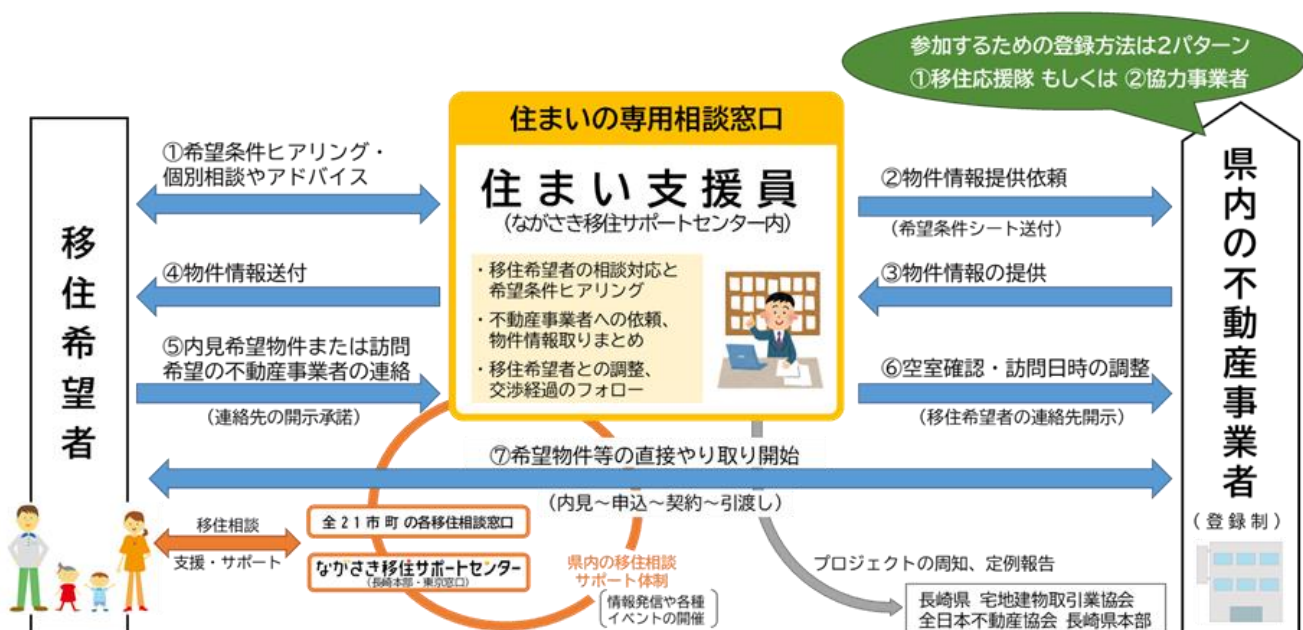 参加するための登録方法は2パターン
①移住応援隊 もしくは ②協力事業者
住まいの専用相談窓口
住まい支援員
(ながさき移住サポートセンター内)
・移住希望者の相談対応と
希望条件ヒアリング
・不動産事業者への依頼、
物件情報取りまとめ
・移住希望者との調整、
交渉経過のフォロー
移住希望者
①希望条件ヒアリング・
個別相談やアドバイス
④物件情報送付
⑤内見希望物件または訪問
希望の不動産事業者の連絡
(連絡先の開示承諾)
②物件情報提供依頼
(希望条件シート送付)
③物件情報の提供
⑥空室確認・訪問日時の調整
(移住希望者の連絡先開示)
県内の不動産事業者
(登録制)
⑦希望物件等の直接やり取り開始
(内見～申込～契約～引渡し)
移住相談
支援・サポート
全21市町の各移住相談窓口
ながさき移住サポートセンター
(長崎本部・東京窓口)
県内の移住相談
サポート体制
情報発信や各種
イベントの開催
プロジェクトの周知、定例報告
長崎県 宅地建物取引業協会
全日本不動産協会 長崎県本部